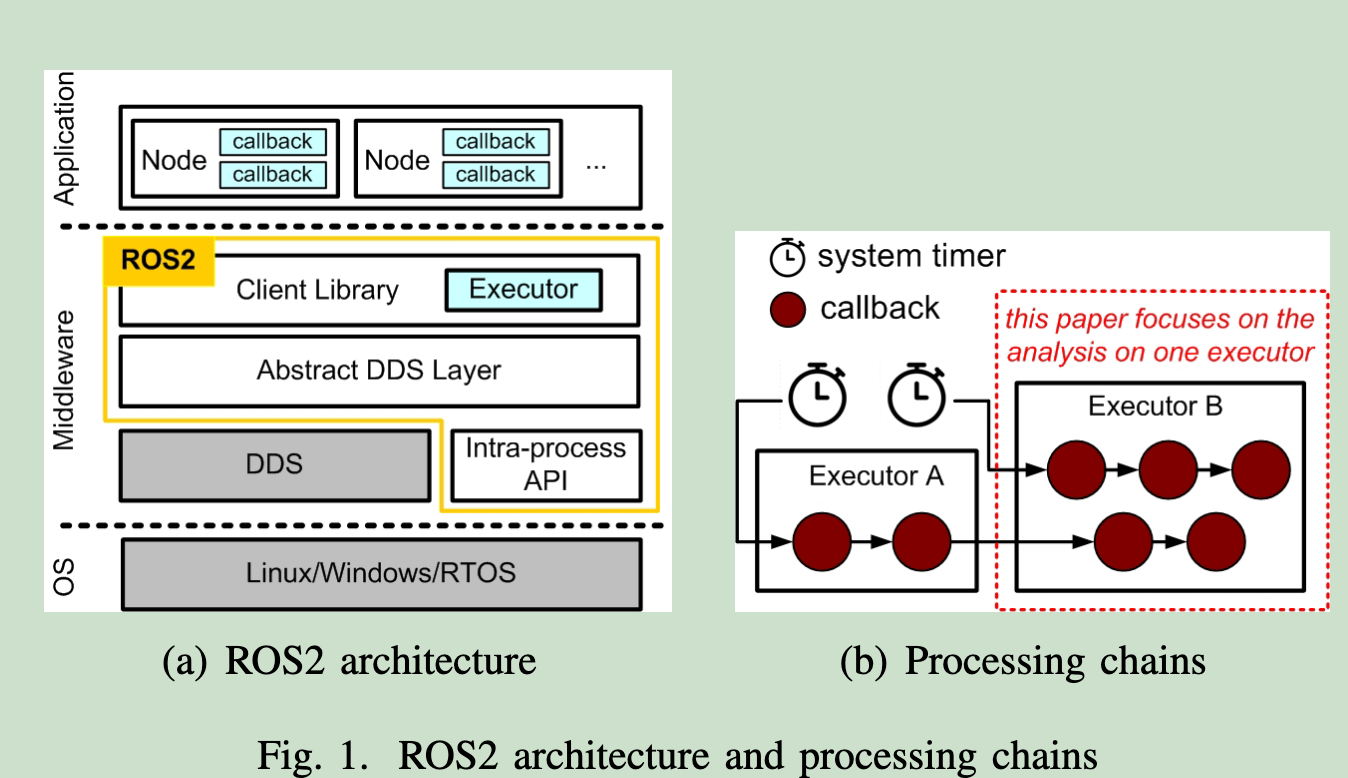 Application
Node
callback
callback
Node
callback
callback
...
Middleware
ROS2
Client Library
Executor
Abstract DDS Layer
DDS
Intra-process
API
OS
Linux/Windows/RTOS
(a) ROS2 architecture
system timer
callback
this paper focuses on the
analysis on one executor
Executor A
Executor B
(b) Processing chains
Fig. 1. ROS2 architecture and processing chains